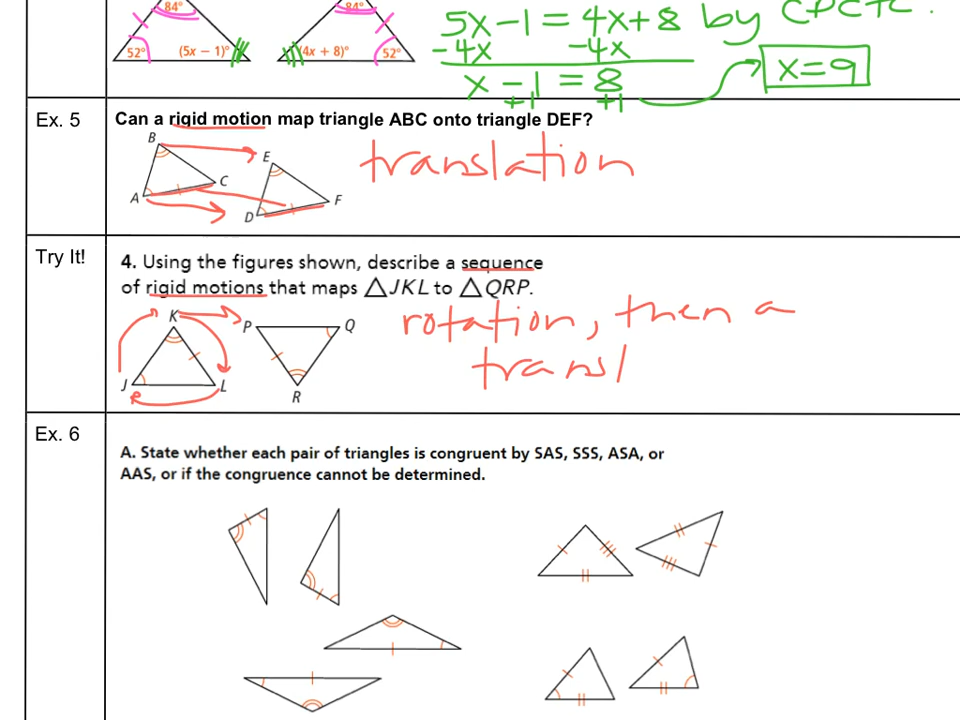 84°
84°
5x − 1 = 4x + 8 by CPCTC.
52° (5x − 1)° (4x + 8)° 52°
−4x −4x
x − 1 = 8
+1 +1
x = 9
Ex. 5
Can a rigid motion map triangle ABC onto triangle DEF?
B
E
C
A
F
D
translation
Try It!
4. Using the figures shown, describe a sequence
of rigid motions that maps △JKL to △QRP.
K
P
Q
J
L
R
rotation, then a
transl
Ex. 6
A. State whether each pair of triangles is congruent by SAS, SSS, ASA, or
AAS, or if the congruence cannot be determined.